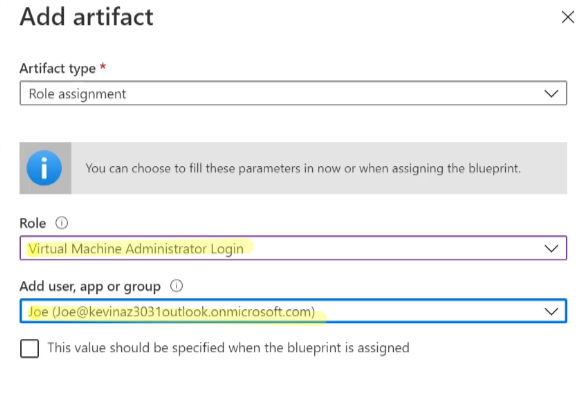 Add artifact
Artifact type *
Role assignment
You can choose to fill these parameters in now or when assigning the blueprint.
Role
Virtual Machine Administrator Login
Add user, app or group
Joe (Joe@kevinaz3031outlook.onmicrosoft.com)
This value should be specified when the blueprint is assigned